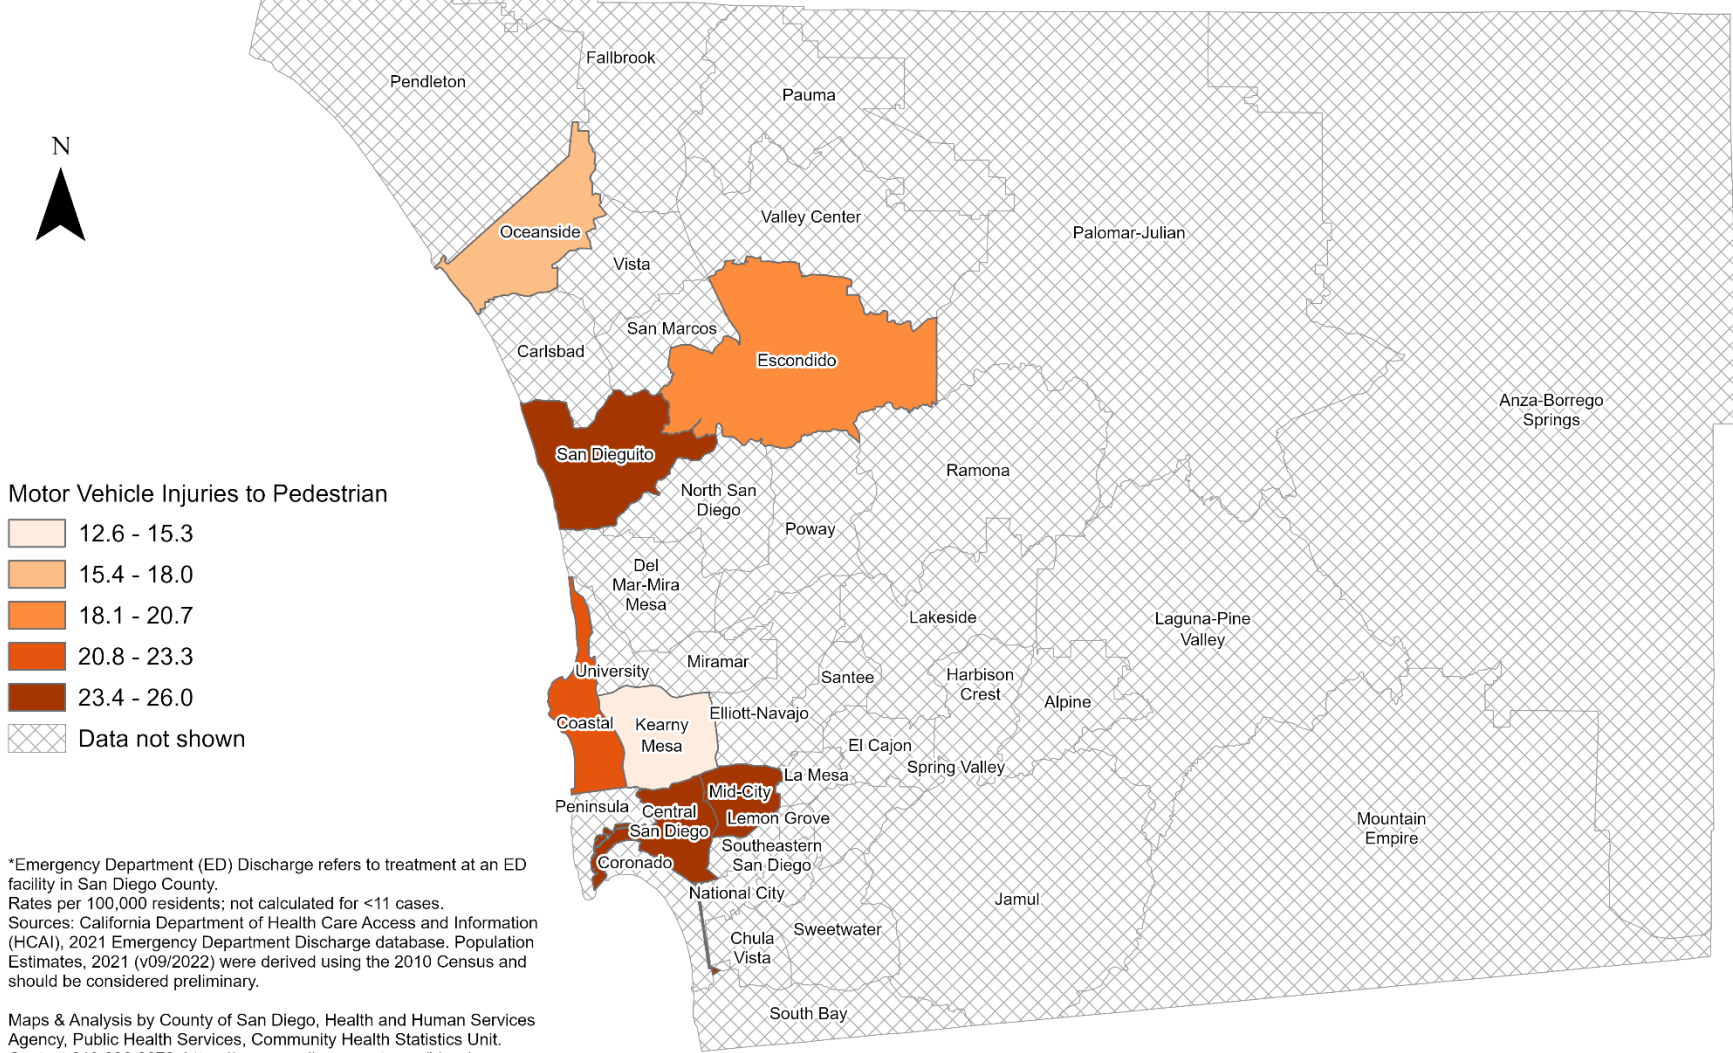 Fallbrook
Pendleton
Pauma
N
Valley Center
Oceanside
Palomar-Julian
Vista
San Marcos
Carlsbad
Escondido
Anza-Borrego
Springs
San Dieguito
Ramona
North San
Diego
Poway
Motor Vehicle Injuries to Pedestrian
12.6 - 15.3
15.4 - 18.0
18.1 - 20.7
20.8 - 23.3
23.4 - 26.0
Data not shown
Del
Mar-Mira
Mesa
Lakeside
Laguna-Pine
Valley
University
Miramar
Santee
Harbison
Crest
Alpine
Coastal
Kearny
Mesa
Elliott-Navajo
El Cajon
Spring Valley
La Mesa
Mid-City
Peninsula
Central
San Diego
Lemon Grove
Mountain
Empire
Southeastern
San Diego
Coronado
National City
Jamul
Sweetwater
Chula
Vista
South Bay
*Emergency Department (ED) Discharge refers to treatment at an ED
facility in San Diego County.
Rates per 100,000 residents; not calculated for <11 cases.
Sources: California Department of Health Care Access and Information
(HCAI), 2021 Emergency Department Discharge database. Population
Estimates, 2021 (v09/2022) were derived using the 2010 Census and
should be considered preliminary.
Maps & Analysis by County of San Diego, Health and Human Services
Agency, Public Health Services, Community Health Statistics Unit.